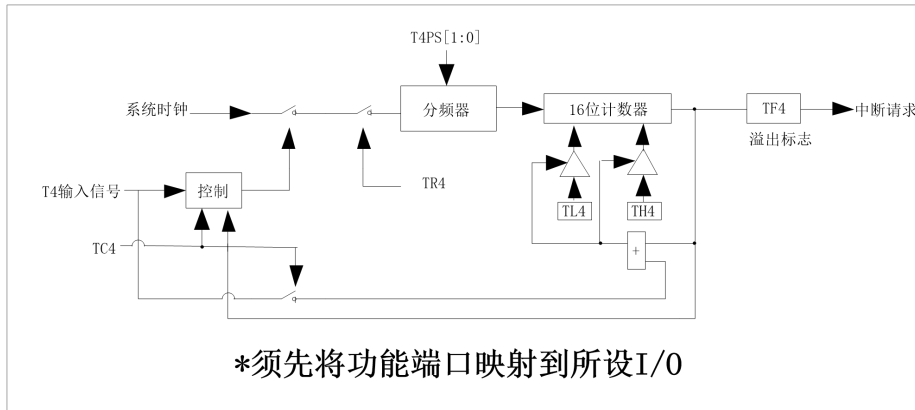 T4PS[1:0]
系统时钟
分频器
16位计数器
TF4
中断请求
溢出标志
T4输入信号
控制
TR4
TL4
TH4
TC4
+
*须先将功能端口映射到所设I/O